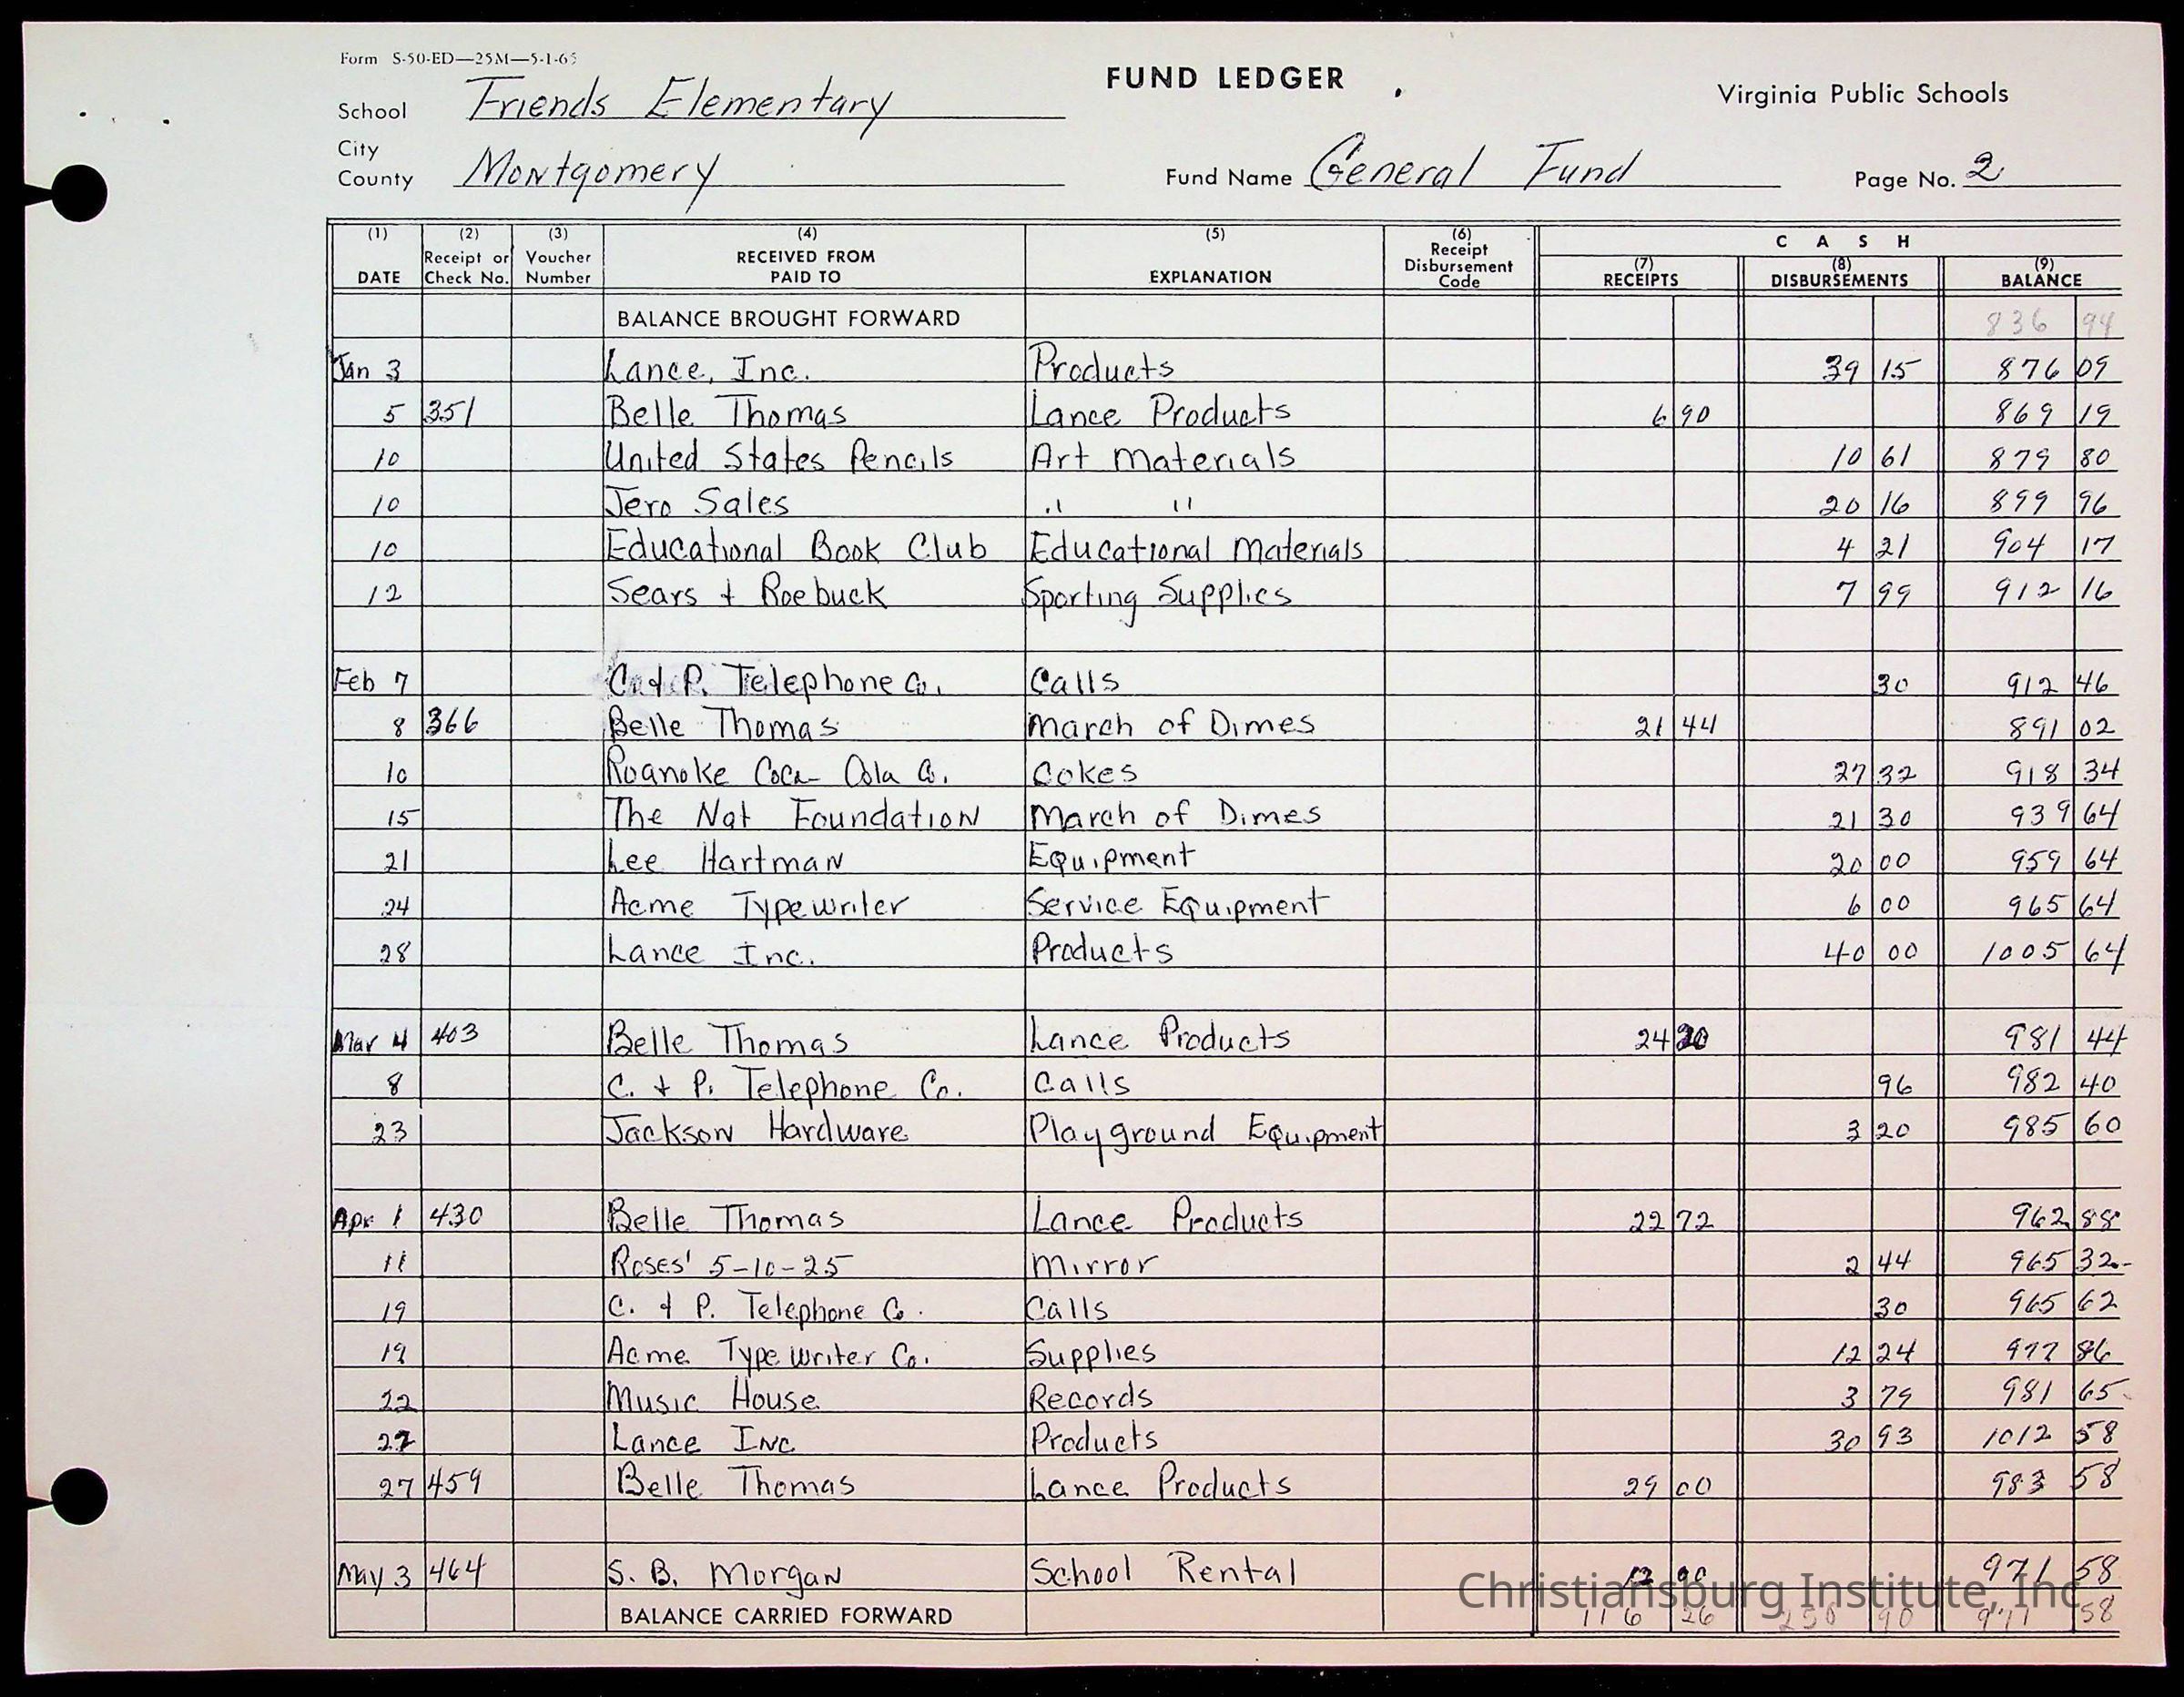 Form S-50-ED—25M—5-1-65
FUND LEDGER
Virginia Public Schools
School Friends Elementary
City
County Montgomery
Fund Name General Fund
Page No. 2
(1) DATE (2) Receipt or Check No. (3) Voucher Number (4) RECEIVED FROM PAID TO (5) EXPLANATION (6) Receipt Disbursement Code CASH (7) RECEIPTS (8) DISBURSEMENTS (9) BALANCE
BALANCE BROUGHT FORWARD 836 94
Jan 3 Lance, Inc. Products 39 15 876 09
5 351 Belle Thomas Lance Products 6 90 869 19
10 United States Pencils Art Materials 10 61 879 80
10 Jero Sales " " 20 16 899 96
10 Educational Book Club Educational Materials 4 21 904 17
12 Sears + Roebuck Sporting Supplies 7 99 912 16
Feb 7 C. + P. Telephone Co. Calls 30 912 46
8 366 Belle Thomas March of Dimes 21 44 891 02
10 Roanoke Coca-Cola Co. Cokes 27 32 918 34
15 The Nat Foundation March of Dimes 21 30 939 64
21 Lee Hartman Equipment 20 00 959 64
24 Acme Typewriter Service Equipment 6 00 965 64
28 Lance Inc. Products 40 00 1005 64
Mar 4 403 Belle Thomas Lance Products 24 20 981 44
8 C. + P. Telephone Co. Calls 96 982 40
23 Jackson Hardware Playground Equipment 3 20 985 60
Apr 1 430 Belle Thomas Lance Products 22 72 962 88
11 Roses' 5-10-25 Mirror 2 44 965 32
19 C. + P. Telephone Co. Calls 30 965 62
19 Acme Typewriter Co. Supplies 12 24 977 86
22 Music House Records 3 79 981 65
27 Lance Inc Products 30 93 1012 58
27 459 Belle Thomas Lance Products 29 00 983 58
May 3 464 S. B. Morgan School Rental 12 00 971 58
BALANCE CARRIED FORWARD 116 26 250 90 971 58
Christiansburg Institute, Inc